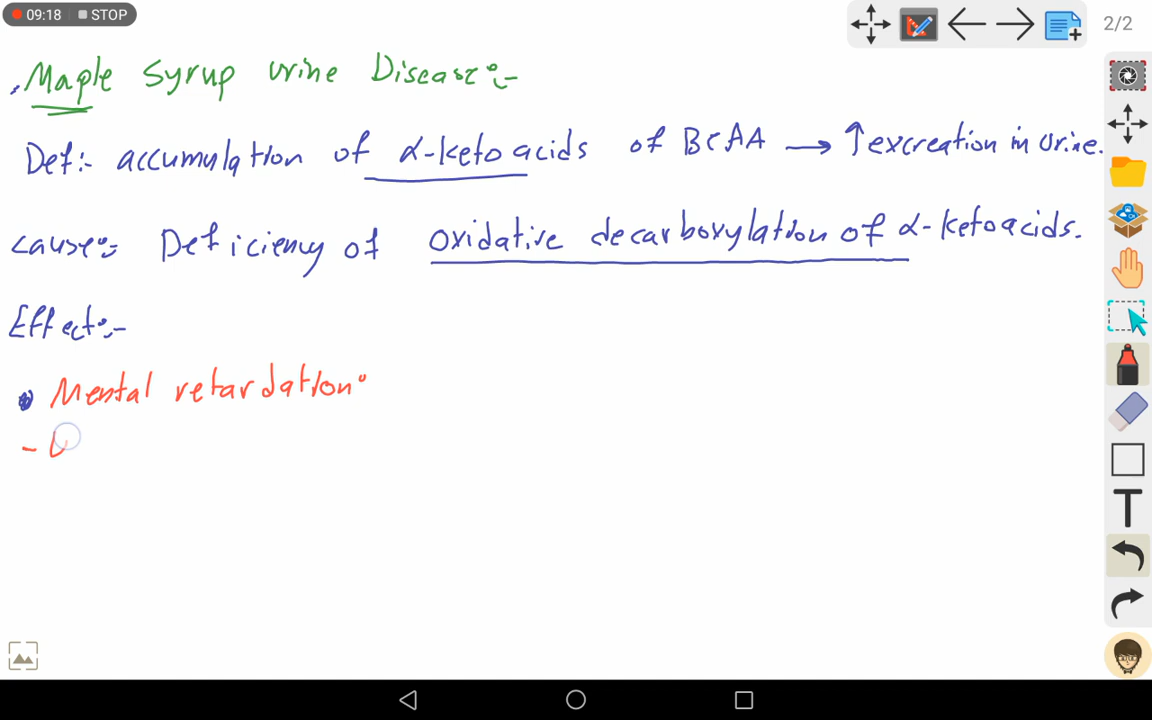 09:18 STOP
2/2
Maple Syrup Urine Disease:-
Def:- accumulation of α-keto acids of BCAA → ↑ excreation in Urine.
Cause:- Deficiency of oxidative decarboxylation of α-ketoacids.
Effect:-
Mental retardation
T